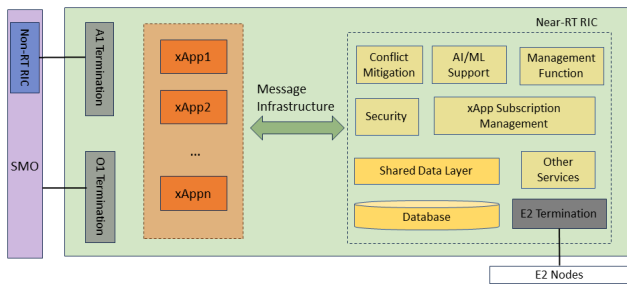 Near-RT RIC
Non-RT RIC
SMO
A1 Termination
O1 Termination
xApp1
xApp2
...
xAppn
Message
Infrastructure
Conflict
Mitigation
AI/ML
Support
Management
Function
Security
xApp Subscription
Management
Shared Data Layer
Other
Services
Database
E2 Termination
E2 Nodes